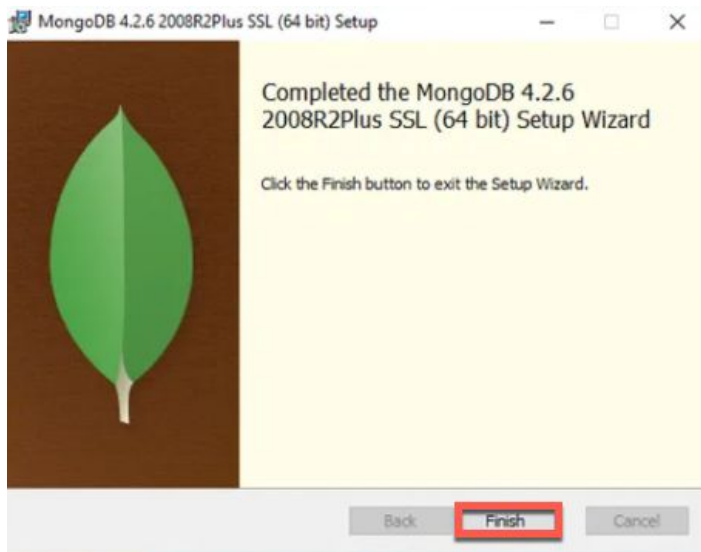 MongoDB 4.2.6 2008R2Plus SSL (64 bit) Setup
Completed the MongoDB 4.2.6
2008R2Plus SSL (64 bit) Setup Wizard
Click the Finish button to exit the Setup Wizard.
Back Finish Cancel